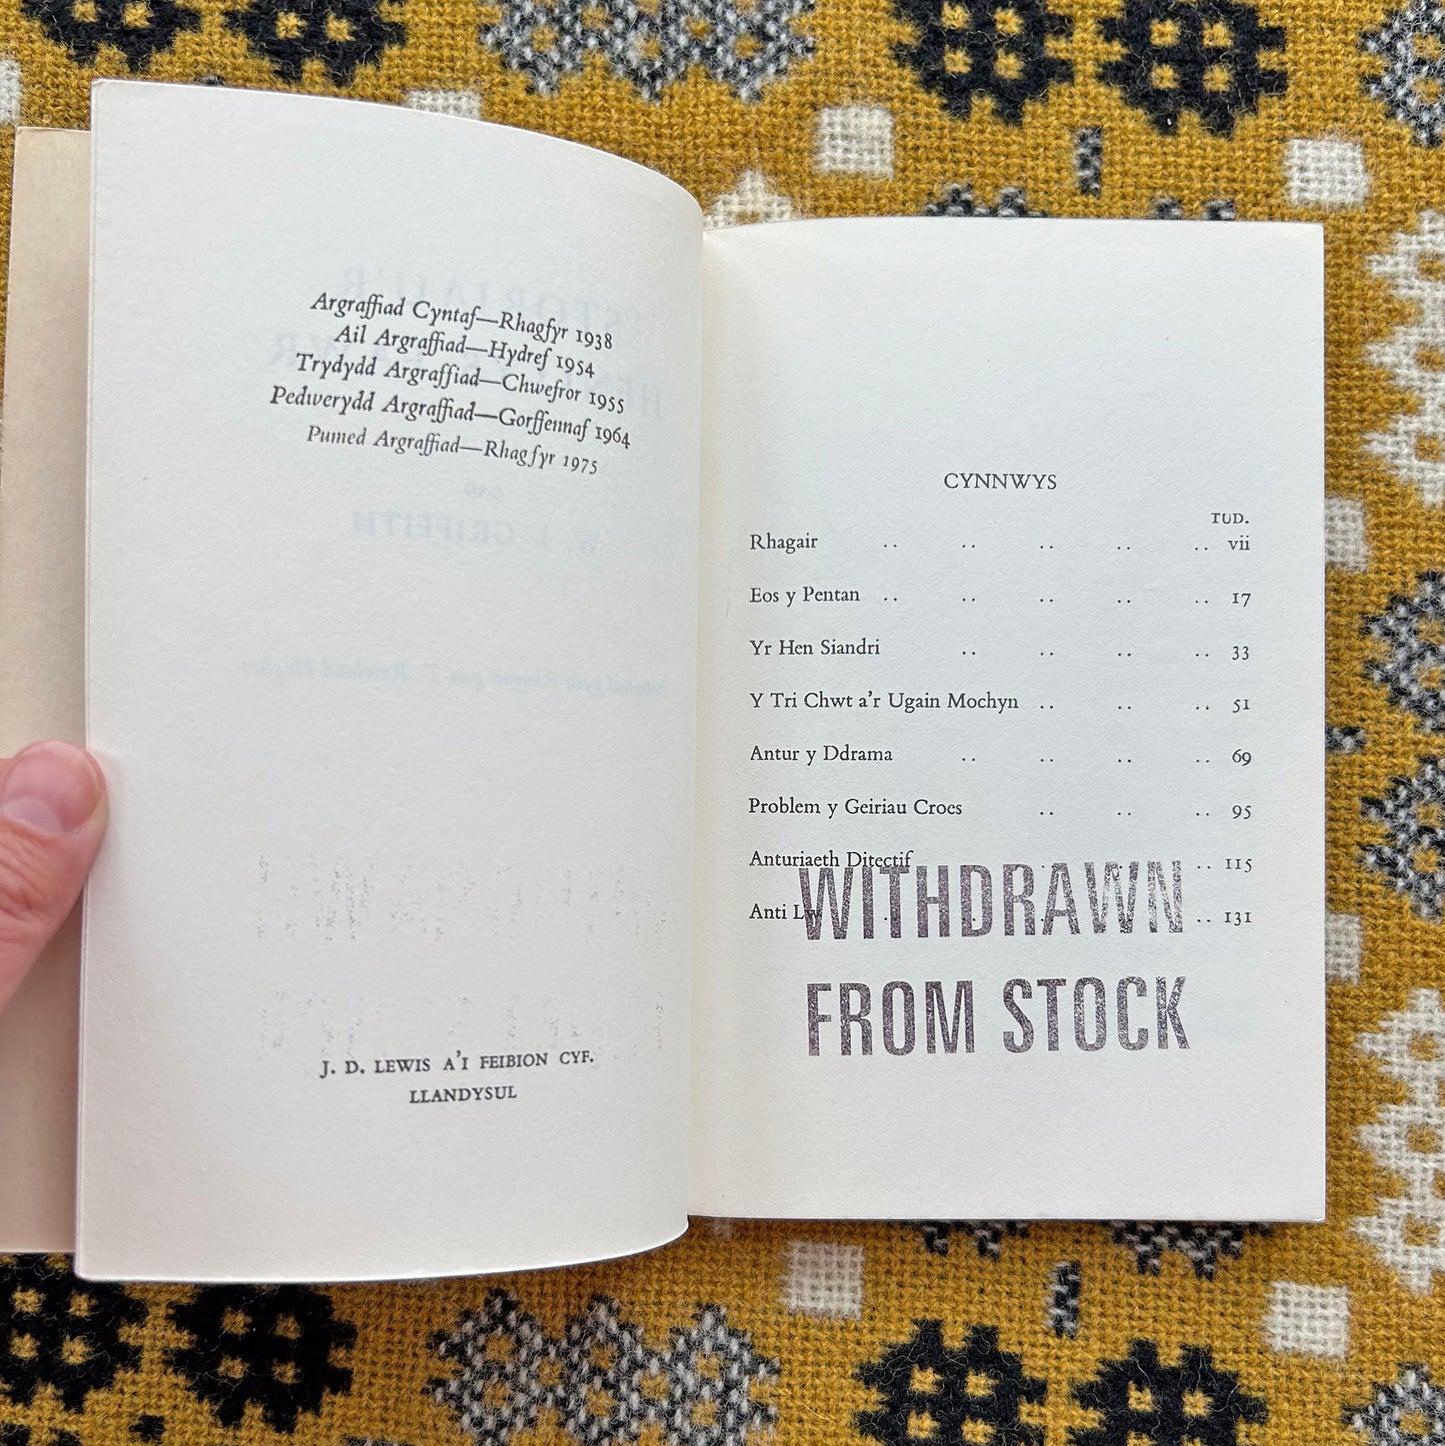 Argraffiad Cyntaf—Rhagfyr 1938
Ail Argraffiad—Hydref 1954
Trydydd Argraffiad—Chwefror 1955
Pedwerydd Argraffiad—Gorffennaf 1964
Pumed Argraffiad—Rhagfyr 1975
J. D. LEWIS A'I FEIBION CYF.
LLANDYSUL
CYNNWYS
TUD.
Rhagair .. .. .. .. .. vii
Eos y Pentan .. .. .. .. .. 17
Yr Hen Siandri .. .. .. .. 33
Y Tri Chwt a'r Ugain Mochyn .. .. .. 51
Antur y Ddrama .. .. .. .. 69
Problem y Geiriau Croes .. .. .. 95
Anturiaeth Ditectif .. .. .. 115
Anti Lw .. .. .. .. .. 131
WITHDRAWN
FROM STOCK